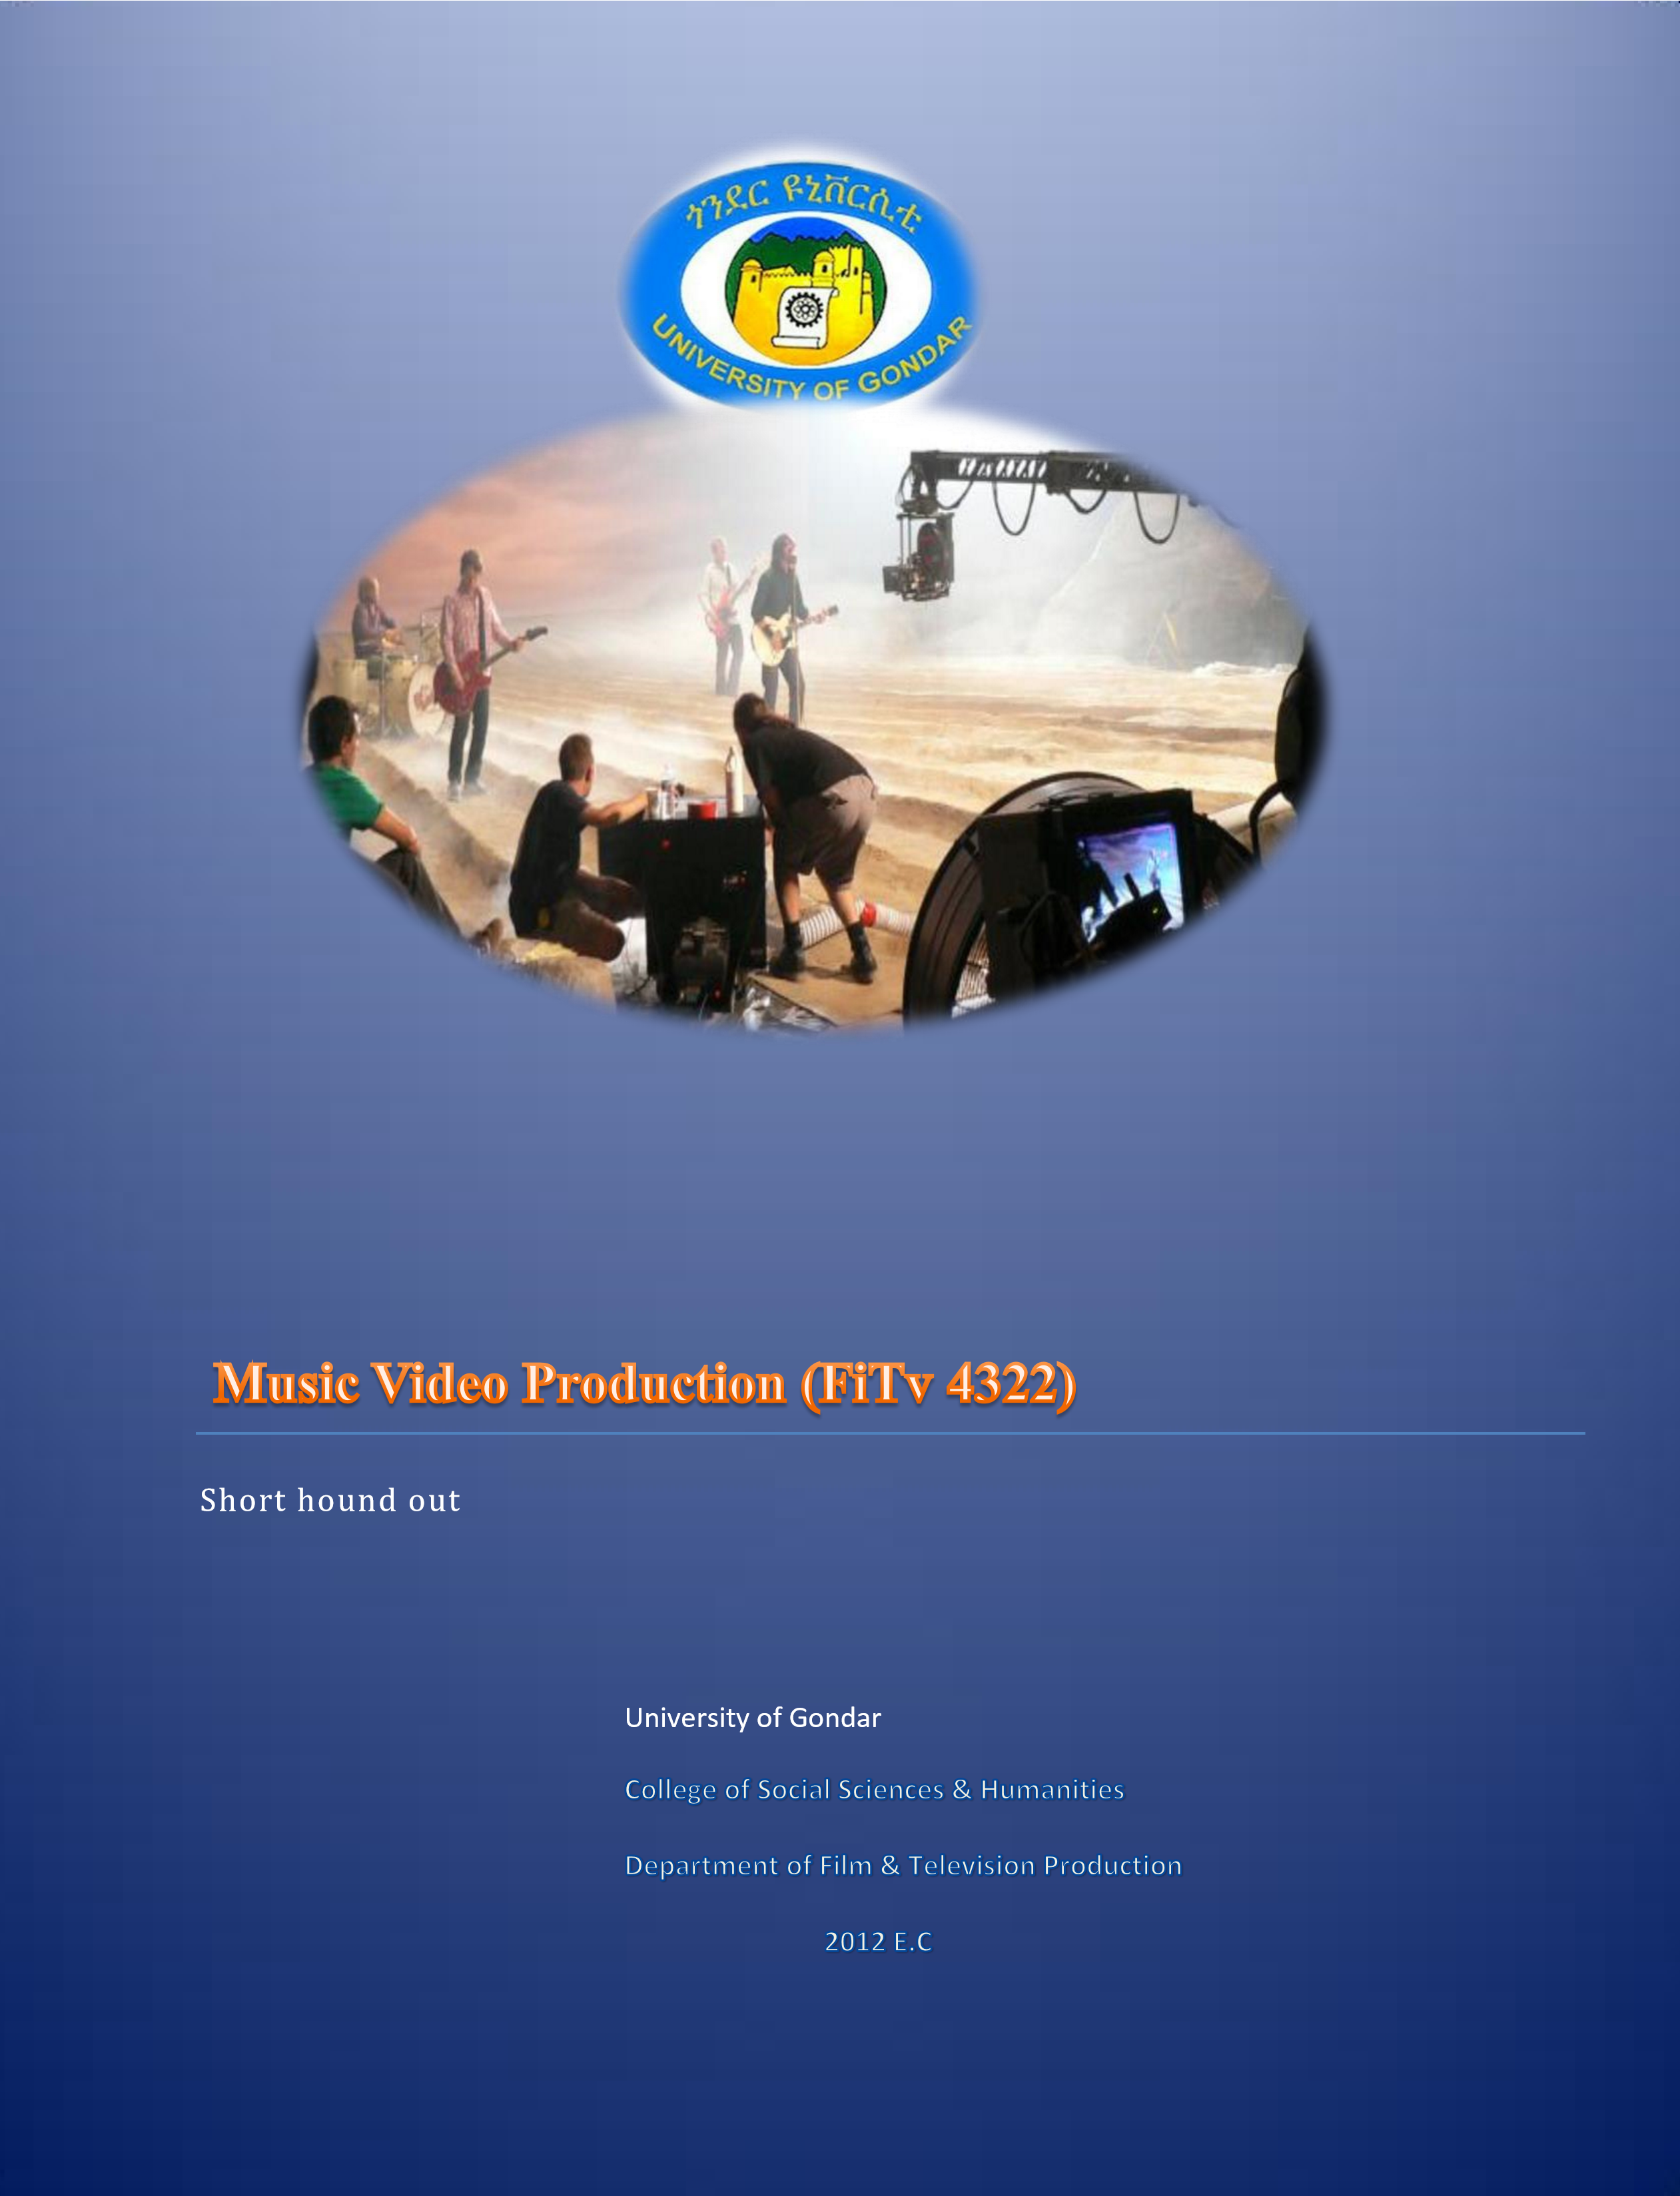 ጎንደር ዩኒቨርሲቲ
UNIVERSITY OF GONDAR
Music Video Production (FiTv 4322)
Short hound out
University of Gondar
College of Social Sciences & Humanities
Department of Film & Television Production
2012 E.C